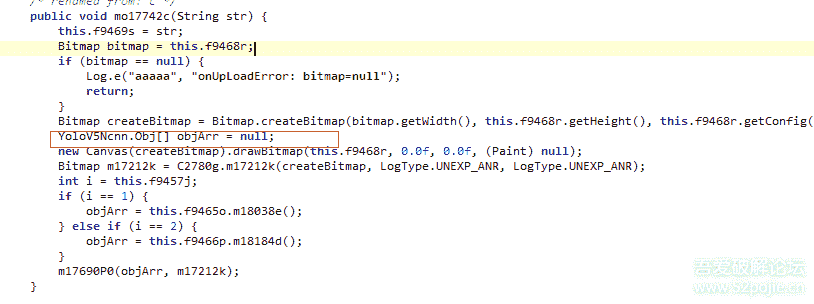 /* renamed from: c */
public void mo17742c(String str) {
this.f9469s = str;
Bitmap bitmap = this.f9468r;
if (bitmap == null) {
Log.e("aaaaa", "onUpLoadError: bitmap=null");
return;
}
Bitmap createBitmap = Bitmap.createBitmap(bitmap.getWidth(), this.f9468r.getHeight(), this.f9468r.getConfig(
YoloV5Ncnn.Obj[] objArr = null;
new Canvas(createBitmap).drawBitmap(this.f9468r, 0.0f, 0.0f, (Paint) null);
Bitmap m17212k = C2780g.m17212k(createBitmap, LogType.UNEXP_ANR, LogType.UNEXP_ANR);
int i = this.f9457j;
if (i == 1) {
objArr = this.f9465o.m18038e();
} else if (i == 2) {
objArr = this.f9466p.m18184d();
}
m17690P0(objArr, m17212k);
}
吾爱破解论坛
www.52pojie.cn